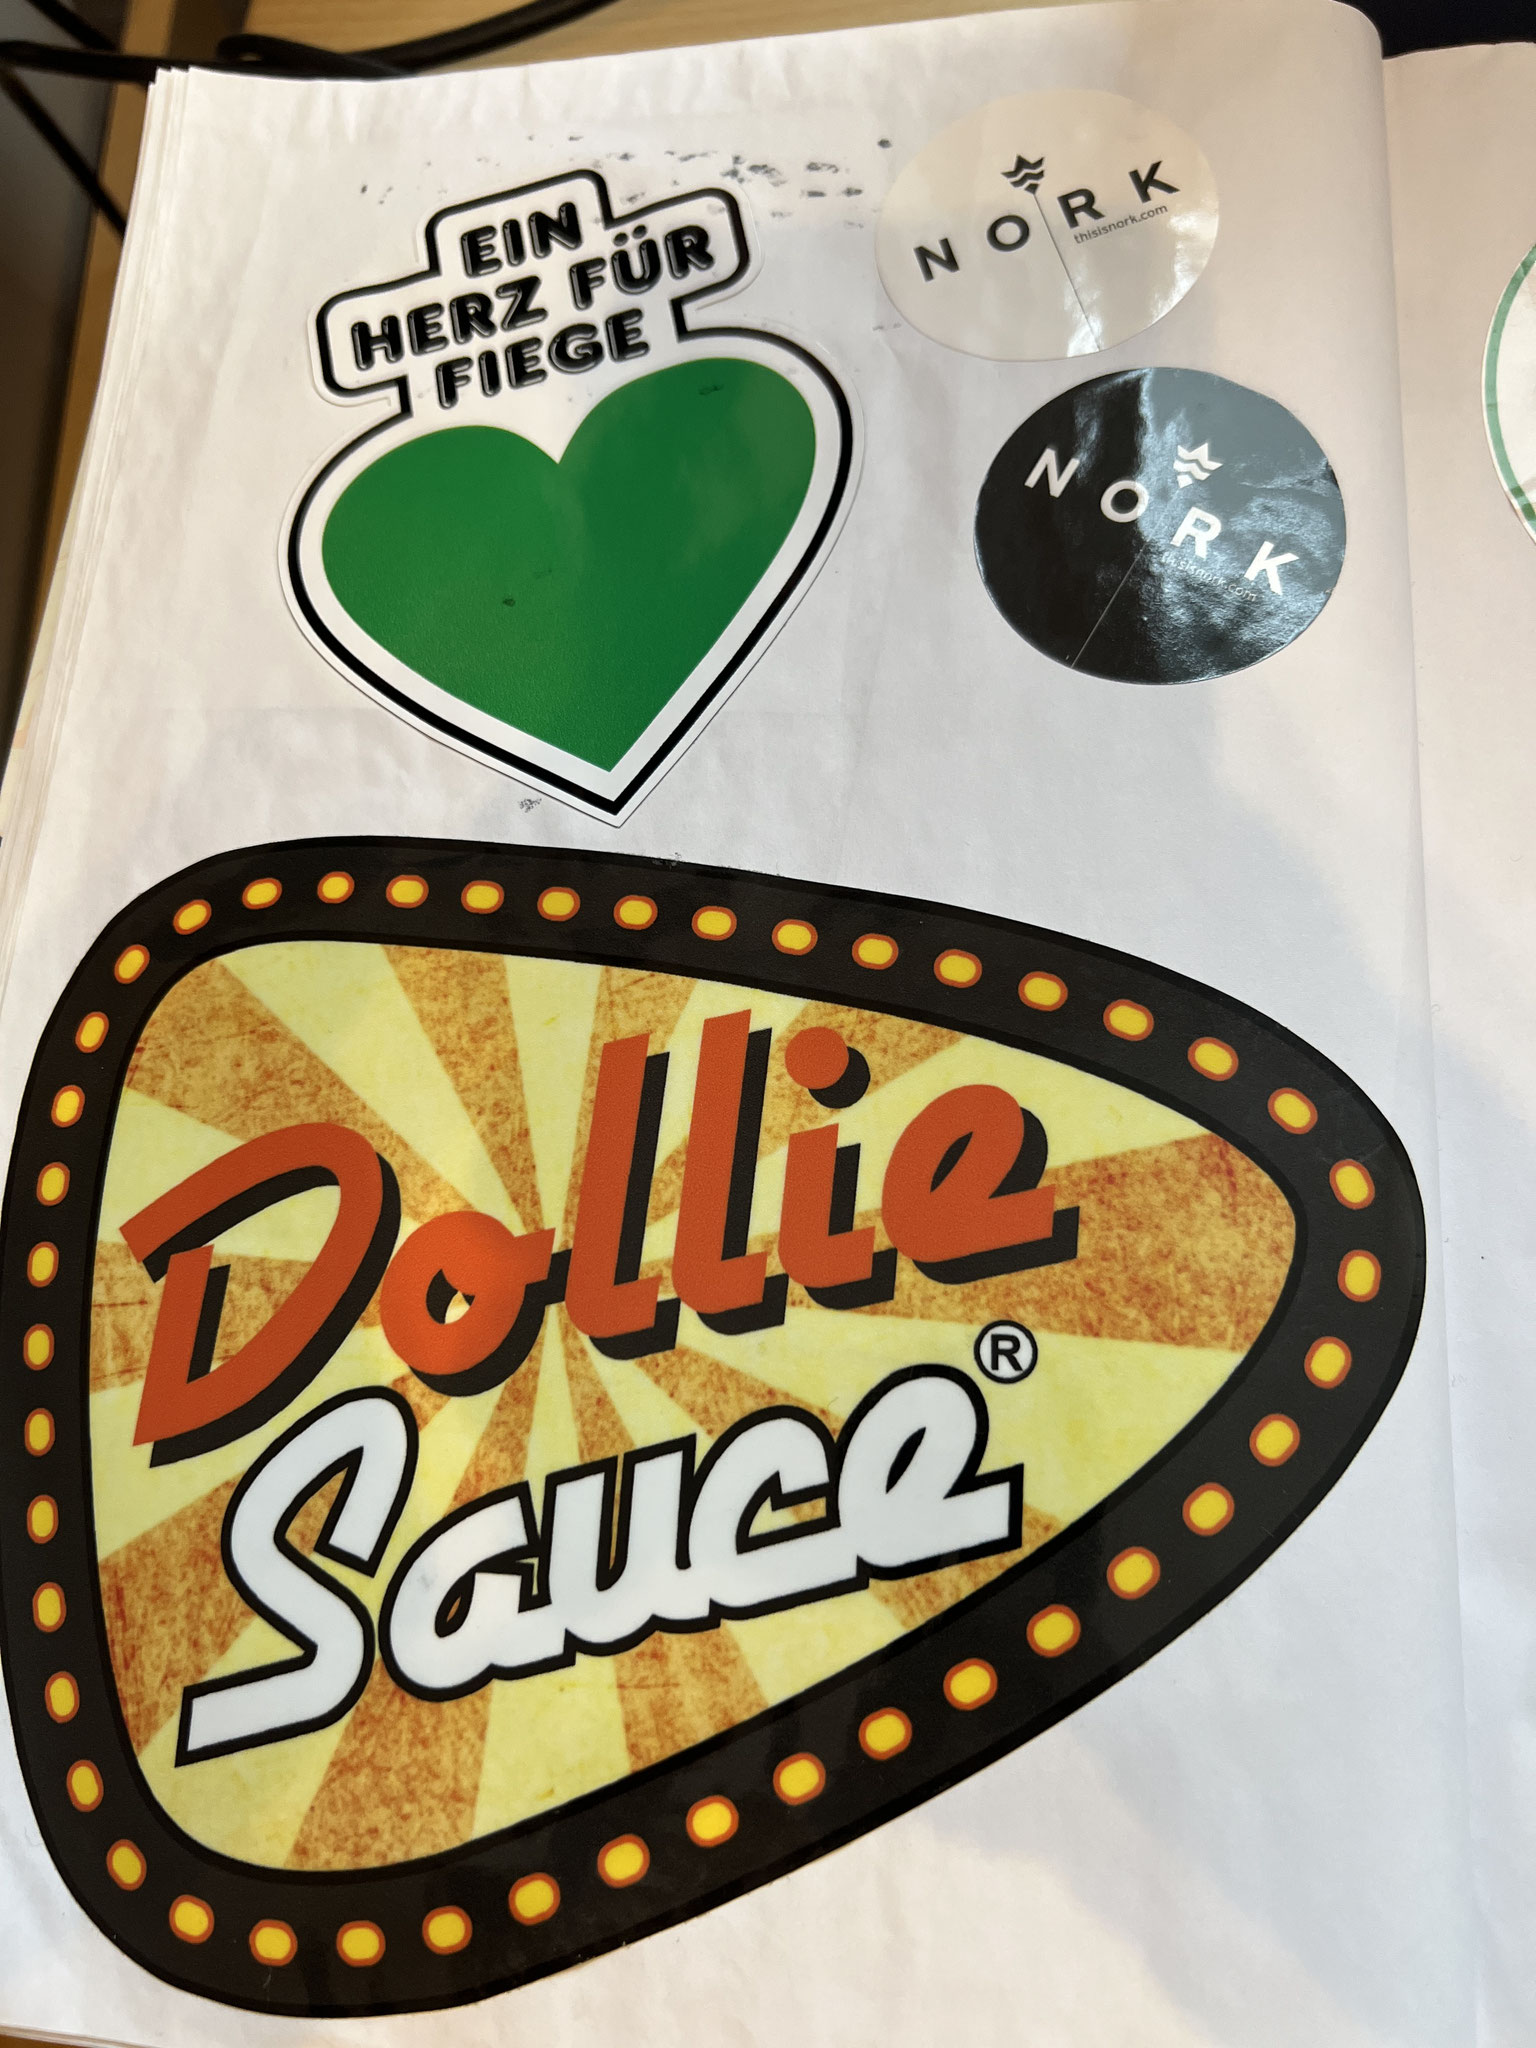 EIN
HERZ FÜR
FIEGE
NORK
thisisnork.com
NORK
thisisnork.com
Dollie
Sauce®